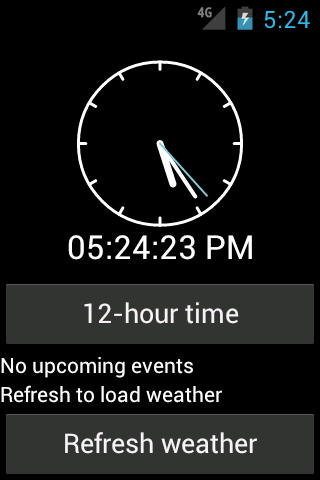 4G 5:24
05:24:23 PM
12-hour time
No upcoming events
Refresh to load weather
Refresh weather